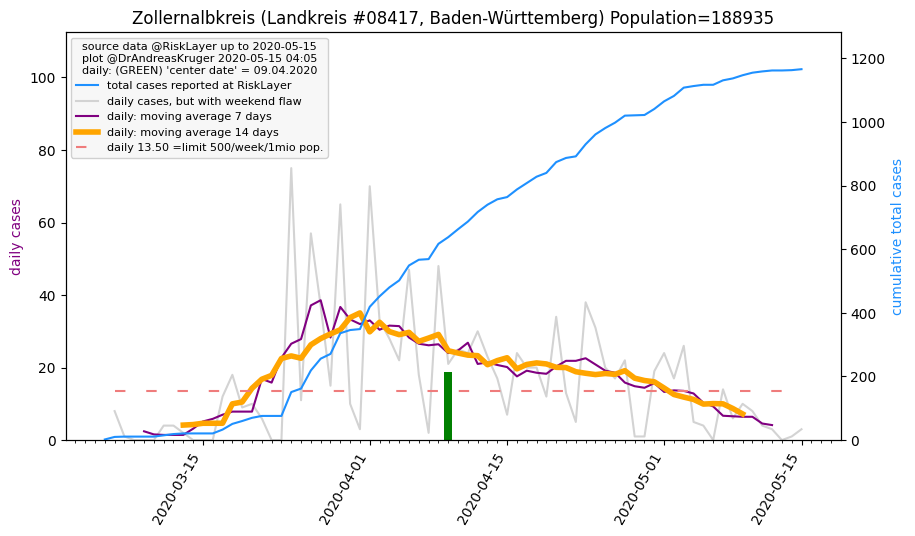 Zollernalbkreis (Landkreis #08417, Baden-Württemberg) Population=188935
source data @RiskLayer up to 2020-05-15
plot @DrAndreasKruger 2020-05-15 04:05
daily: (GREEN) 'center date' = 09.04.2020
total cases reported at RiskLayer
daily cases, but with weekend flaw
daily: moving average 7 days
daily: moving average 14 days
daily 13.50 =limit 500/week/1mio pop.
daily cases
100
80
60
40
20
0
cumulative total cases
1200
1000
800
600
400
200
0
2020-03-15
2020-04-01
2020-04-15
2020-05-01
2020-05-15